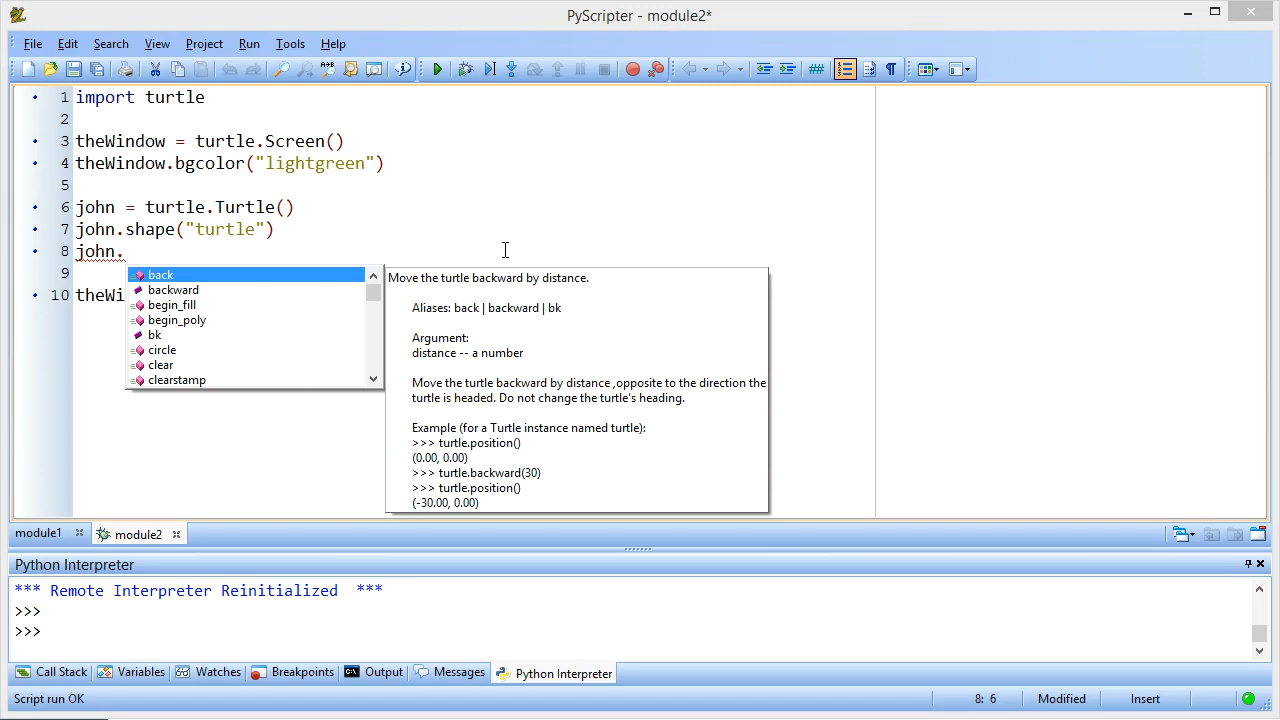 PyScripter - module2*
File Edit Search View Project Run Tools Help
1 import turtle
2
3 theWindow = turtle.Screen()
4 theWindow.bgcolor("lightgreen")
5
6 john = turtle.Turtle()
7 john.shape("turtle")
8 john.
9
10 theWi
back
backward
begin_fill
begin_poly
bk
circle
clear
clearstamp
Move the turtle backward by distance.
Aliases: back | backward | bk
Argument:
distance -- a number
Move the turtle backward by distance ,opposite to the direction the
turtle is headed. Do not change the turtle's heading.
Example (for a Turtle instance named turtle):
>>> turtle.position()
(0.00, 0.00)
>>> turtle.backward(30)
>>> turtle.position()
(-30.00, 0.00)
module1 module2
Python Interpreter
*** Remote Interpreter Reinitialized ***
>>>
>>>
Call Stack Variables Watches Breakpoints Output Messages Python Interpreter
Script run OK 8: 6 Modified Insert